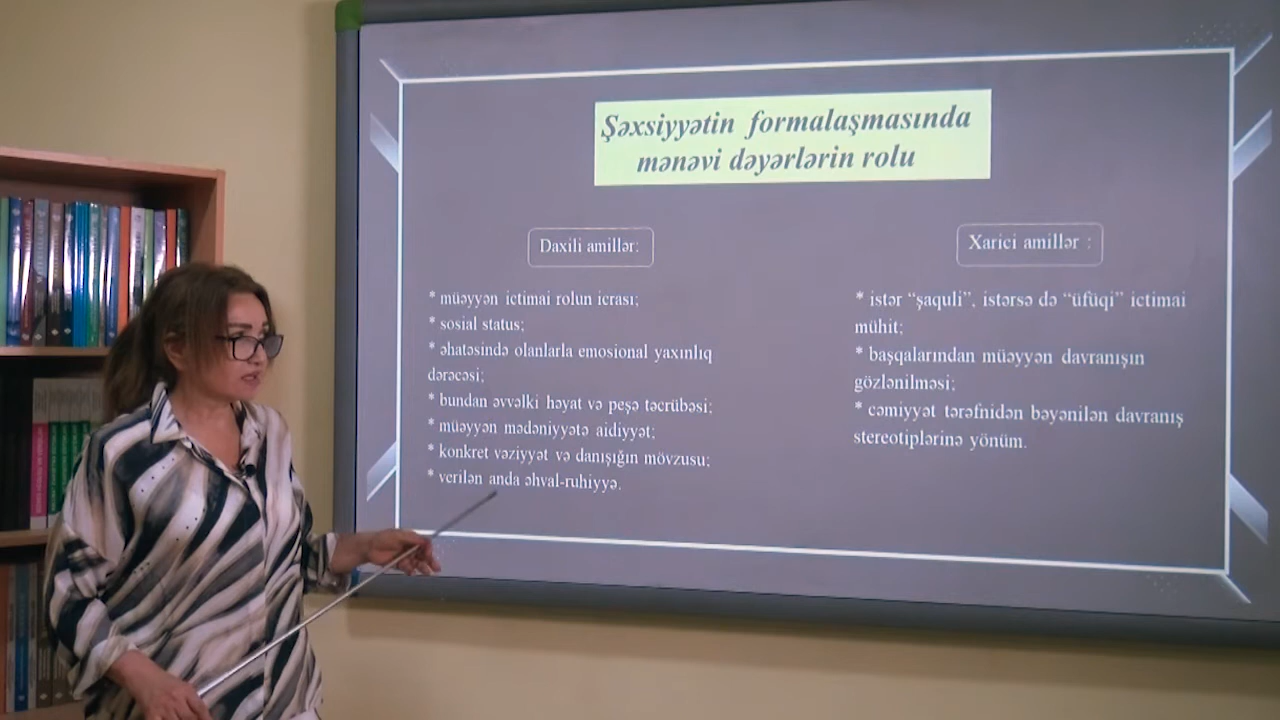 Şəxsiyyətin formalaşmasında
mənəvi dəyərlərin rolu
Daxili amillər:
* müəyyən ictimai rolun icrası;
* sosial status;
* əhatəsində olanlarla emosional yaxınlıq
dərəcəsi;
* bundan əvvəlki həyat və peşə təcrübəsi;
* müəyyən mədəniyyətə aidiyyət;
* konkret vəziyyət və danışığın mövzusu;
* verilən anda əhval-ruhiyyə.
Xarici amillər :
* istər “şaquli”, istərsə də “üfüqi” ictimai
mühit;
* başqalarından müəyyən davranışın
gözlənilməsi;
* cəmiyyət tərəfnidən bəyənilən davranış
stereotiplərinə yönüm.